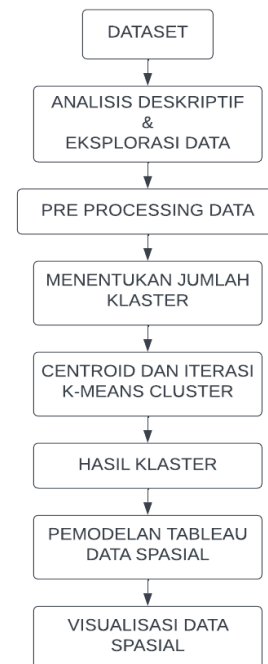 DATASET
ANALISIS DESKRIPTIF
&
EKSPLORASI DATA
PRE PROCESSING DATA
MENENTUKAN JUMLAH
KLASTER
CENTROID DAN ITERASI
K-MEANS CLUSTER
HASIL KLASTER
PEMODELAN TABLEAU
DATA SPASIAL
VISUALISASI DATA
SPASIAL